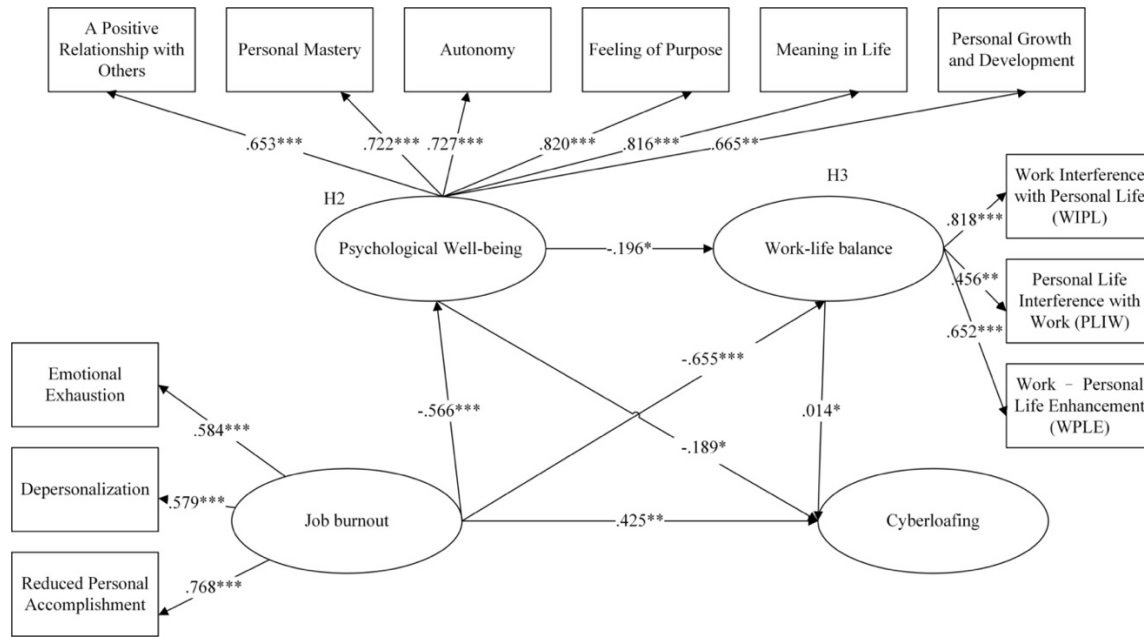 A Positive
Relationship with
Others
Personal Mastery
Autonomy
Feeling of Purpose
Meaning in Life
Personal Growth
and Development
.653***
.722***
.727***
.820***
.816***
.665**
H2
H3
Psychological Well-being
-.196*
Work-life balance
Work Interference
with Personal Life
(WIPL)
.818***
Personal Life
Interference with
Work (PLIW)
.456**
.652***
Work – Personal
Life Enhancement
(WPLE)
Emotional
Exhaustion
.584***
-.566***
-.655***
-.189*
.014*
Depersonalization
.579***
Job burnout
.425**
Cyberloafing
Reduced Personal
Accomplishment
.768***